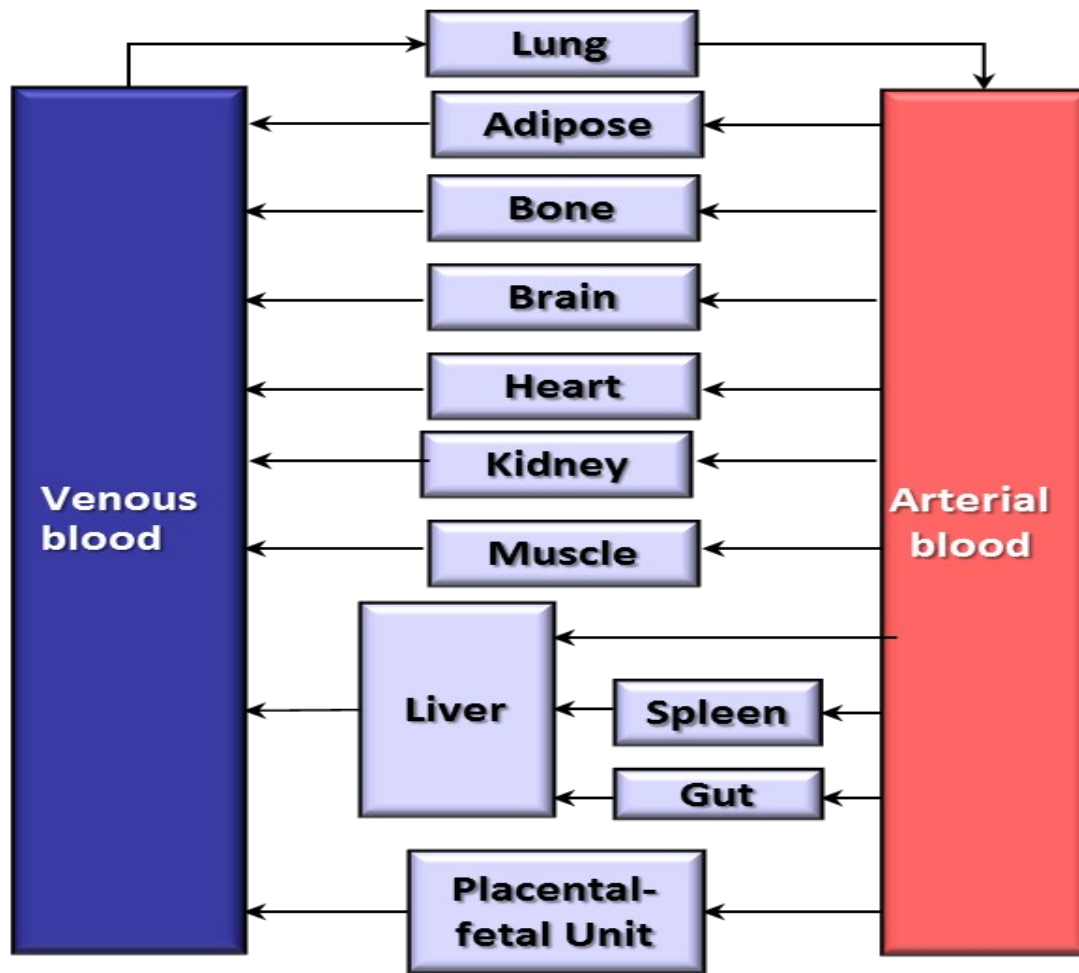 Lung
Adipose
Bone
Brain
Heart
Kidney
Venous
blood
Arterial
blood
Muscle
Liver
Spleen
Gut
Placental-
fetal Unit